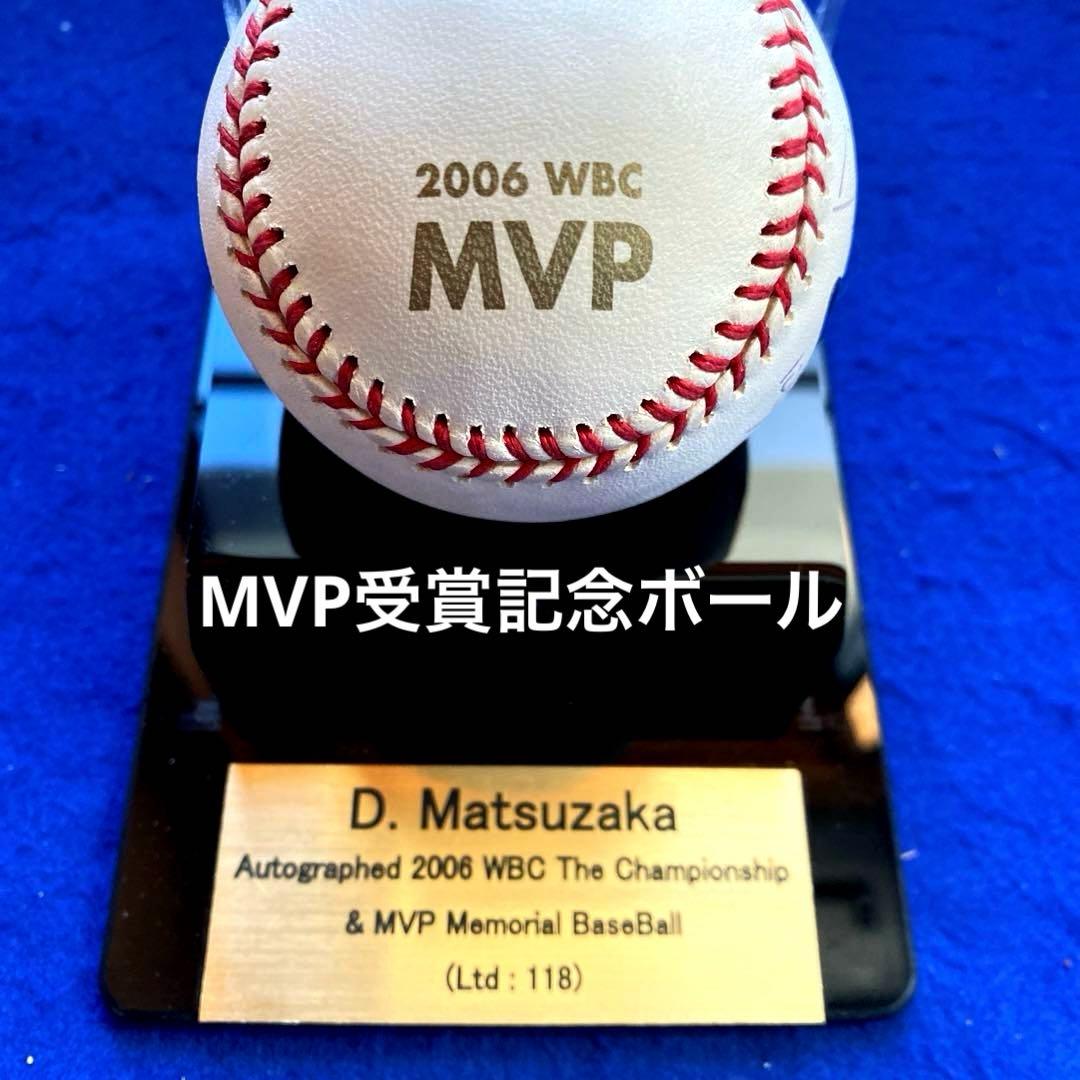 2006 WBC
MVP
MVP受賞記念ボール
D. Matsuzaka
Autographed 2006 WBC The Championship
& MVP Memorial BaseBall
(Ltd : 118)